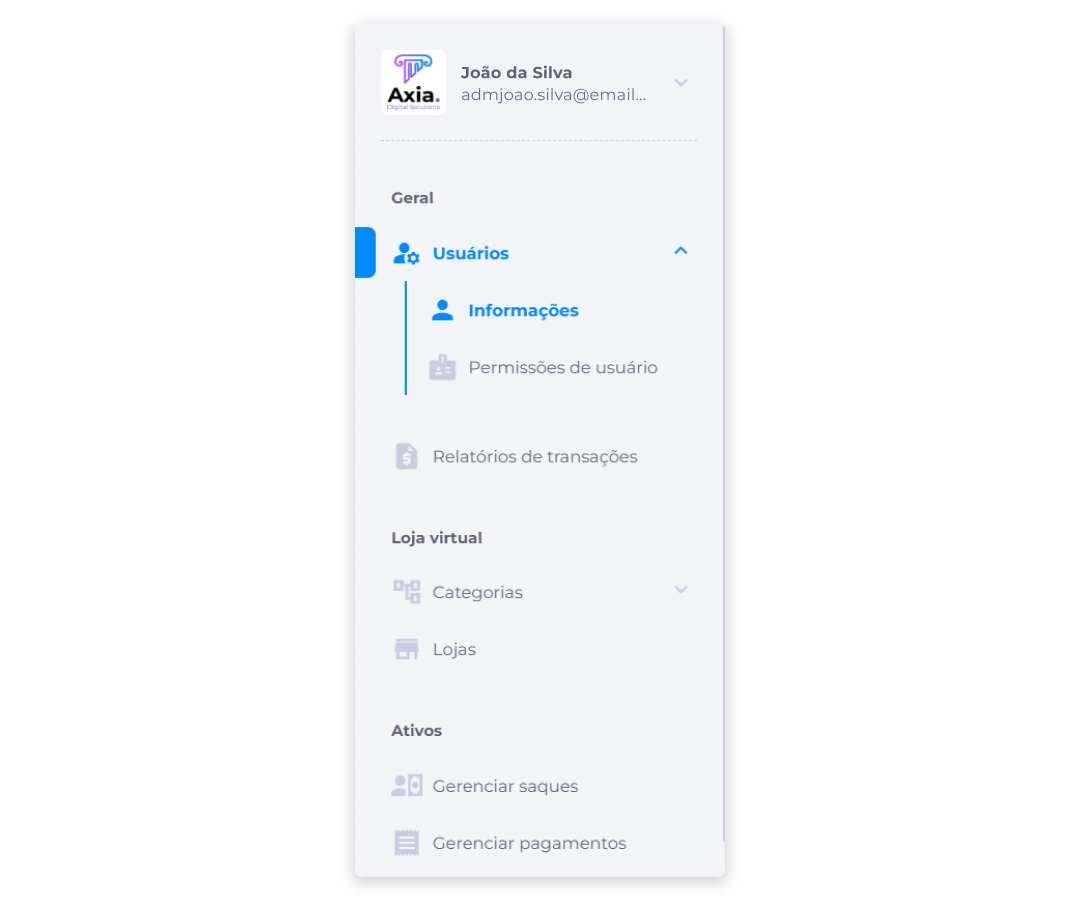 Axia.
Digital Solutions
João da Silva
admjoao.silva@email...
Geral
Usuários
Informações
Permissões de usuário
Relatórios de transações
Loja virtual
Categorias
Lojas
Ativos
Gerenciar saques
Gerenciar pagamentos